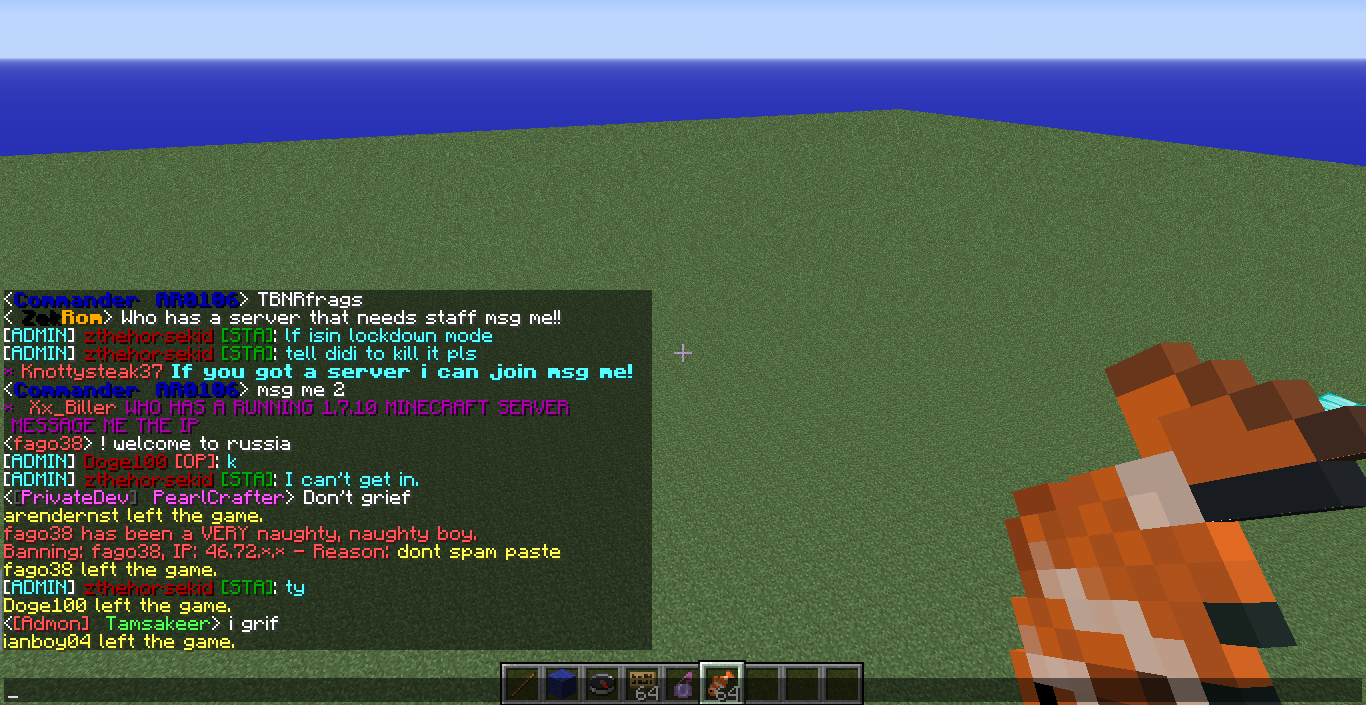 <Commander AR0106> TBNRfrags
< ZekRom> Who has a server that needs staff msg me!!
[ADMIN] zthehorsekid [STA]: lf isin lockdown mode
[ADMIN] zthehorsekid [STA]: tell didi to kill it pls
* Knottysteak37 If you got a server i can join msg me!
<Commander AR0106> msg me 2
* Xx_Biller WHO HAS A RUNNING 1.7.10 MINECRAFT SERVER
MESSAGE ME THE IP
<fago38> ! welcome to russia
[ADMIN] Doge100 [OP]: k
[ADMIN] zthehorsekid [STA]: I can't get in.
<[PrivateDev] PearlCrafter> Don't grief
arendernst left the game.
fago38 has been a VERY naughty, naughty boy.
Banning: fago38, IP: 46.72.*.* - Reason: dont spam paste
fago38 left the game.
[ADMIN] zthehorsekid [STA]: ty
Doge100 left the game.
<[Admon] Tamsakeer> i grif
ianboy04 left the game.
64 64
_